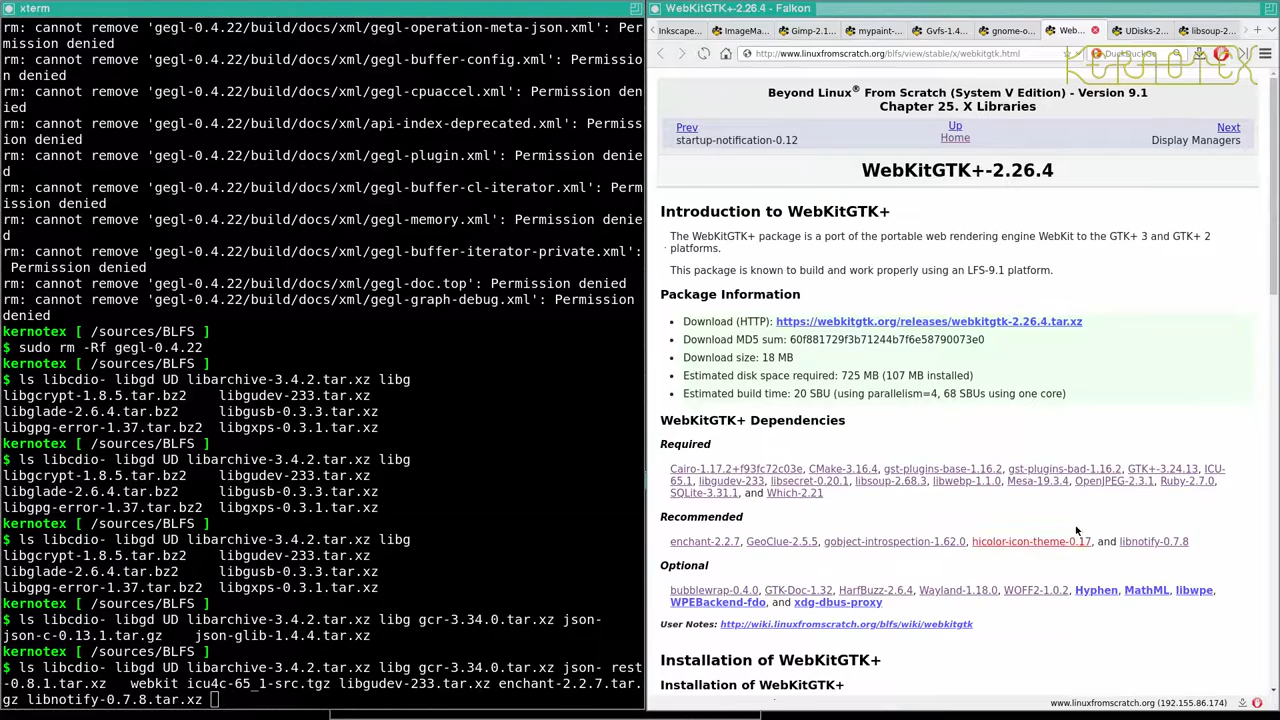 xterm
rm: cannot remove 'gegl-0.4.22/build/docs/xml/gegl-operation-meta-json.xml': Per
mission denied
rm: cannot remove 'gegl-0.4.22/build/docs/xml/gegl-buffer-config.xml': Permissio
n denied
rm: cannot remove 'gegl-0.4.22/build/docs/xml/gegl-cpuaccel.xml': Permission den
ied
rm: cannot remove 'gegl-0.4.22/build/docs/xml/api-index-deprecated.xml': Permiss
ion denied
rm: cannot remove 'gegl-0.4.22/build/docs/xml/gegl-plugin.xml': Permission denie
d
rm: cannot remove 'gegl-0.4.22/build/docs/xml/gegl-buffer-cl-iterator.xml': Perm
ission denied
rm: cannot remove 'gegl-0.4.22/build/docs/xml/gegl-memory.xml': Permission denie
d
rm: cannot remove 'gegl-0.4.22/build/docs/xml/gegl-buffer-iterator-private.xml':
 Permission denied
rm: cannot remove 'gegl-0.4.22/build/docs/xml/gegl-doc.top': Permission denied
rm: cannot remove 'gegl-0.4.22/build/docs/xml/gegl-graph-debug.xml': Permission
denied
kernotex [ /sources/BLFS ]
$ sudo rm -Rf gegl-0.4.22
kernotex [ /sources/BLFS ]
$ ls libcdio- libgd UD libarchive-3.4.2.tar.xz libg
libgcrypt-1.8.5.tar.bz2    libgudev-233.tar.xz
libglade-2.6.4.tar.bz2     libgusb-0.3.3.tar.xz
libgpg-error-1.37.tar.bz2  libgxps-0.3.1.tar.xz
kernotex [ /sources/BLFS ]
$ ls libcdio- libgd UD libarchive-3.4.2.tar.xz libg
libgcrypt-1.8.5.tar.bz2    libgudev-233.tar.xz
libglade-2.6.4.tar.bz2     libgusb-0.3.3.tar.xz
libgpg-error-1.37.tar.bz2  libgxps-0.3.1.tar.xz
kernotex [ /sources/BLFS ]
$ ls libcdio- libgd UD libarchive-3.4.2.tar.xz libg
libgcrypt-1.8.5.tar.bz2    libgudev-233.tar.xz
libglade-2.6.4.tar.bz2     libgusb-0.3.3.tar.xz
libgpg-error-1.37.tar.bz2  libgxps-0.3.1.tar.xz
kernotex [ /sources/BLFS ]
$ ls libcdio- libgd UD libarchive-3.4.2.tar.xz libg gcr-3.34.0.tar.xz json-
json-c-0.13.1.tar.gz    json-glib-1.4.4.tar.xz
kernotex [ /sources/BLFS ]
$ ls libcdio- libgd UD libarchive-3.4.2.tar.xz libg gcr-3.34.0.tar.xz json- rest
-0.8.1.tar.xz   webkit icu4c-65_1-src.tgz libgudev-233.tar.xz enchant-2.2.7.tar.
gz libnotify-0.7.8.tar.xz
WebKitGTK+-2.26.4 - Falkon
Inkscape... ImageMa... Gimp-2.1... mypaint-... Gvfs-1.4... gnome-o... Web... UDisks-2... libsoup-2...
http://www.linuxfromscratch.org/blfs/view/stable/x/webkitgtk.html
KERNOTEX
Beyond Linux® From Scratch (System V Edition) - Version 9.1
Chapter 25. X Libraries
Prev Up Next
startup-notification-0.12 Home Display Managers
WebKitGTK+-2.26.4
Introduction to WebKitGTK+
The WebKitGTK+ package is a port of the portable web rendering engine WebKit to the GTK+ 3 and GTK+ 2
platforms.
This package is known to build and work properly using an LFS-9.1 platform.
Package Information
• Download (HTTP): https://webkitgtk.org/releases/webkitgtk-2.26.4.tar.xz
• Download MD5 sum: 60f881729f3b71244b7f6e58790073e0
• Download size: 18 MB
• Estimated disk space required: 725 MB (107 MB installed)
• Estimated build time: 20 SBU (using parallelism=4, 68 SBUs using one core)
WebKitGTK+ Dependencies
Required
Cairo-1.17.2+f93fc72c03e, CMake-3.16.4, gst-plugins-base-1.16.2, gst-plugins-bad-1.16.2, GTK+-3.24.13, ICU-
65.1, libgudev-233, libsecret-0.20.1, libsoup-2.68.3, libwebp-1.1.0, Mesa-19.3.4, OpenJPEG-2.3.1, Ruby-2.7.0,
SQLite-3.31.1, and Which-2.21
Recommended
enchant-2.2.7, GeoClue-2.5.5, gobject-introspection-1.62.0, hicolor-icon-theme-0.17, and libnotify-0.7.8
Optional
bubblewrap-0.4.0, GTK-Doc-1.32, HarfBuzz-2.6.4, Wayland-1.18.0, WOFF2-1.0.2, Hyphen, MathML, libwpe,
WPEBackend-fdo, and xdg-dbus-proxy
User Notes: http://wiki.linuxfromscratch.org/blfs/wiki/webkitgtk
Installation of WebKitGTK+
Installation of WebKitGTK+
www.linuxfromscratch.org (192.155.86.174)